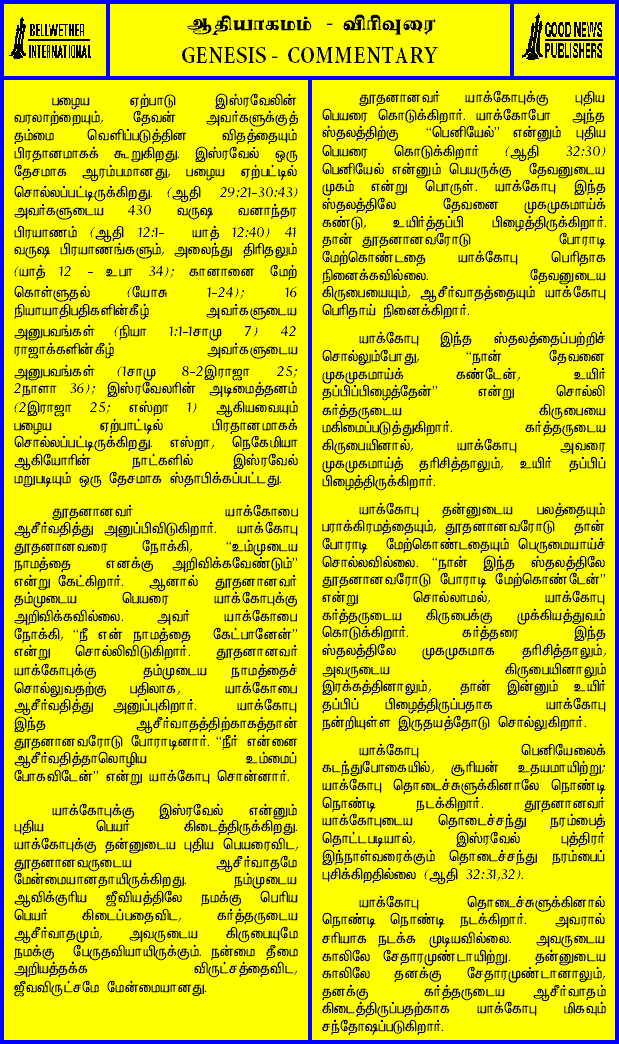 BELLWETHER
INTERNATIONAL
ஆதியாகமம் - விரிவுரை
GENESIS - COMMENTARY
GOOD NEWS
PUBLISHERS
பழைய ஏற்பாடு இஸ்ரவேலின்
வரலாற்றையும், தேவன் அவர்களுக்குத்
தம்மை வெளிப்படுத்தின விதத்தையும்
பிரதானமாகக் கூறுகிறது. இஸ்ரவேல் ஒரு
தேசமாக ஆரம்பமானது, பழைய ஏற்பட்டில்
சொல்லப்பட்டிருக்கிறது. (ஆதி 29:21-30:43)
அவர்களுடைய 430 வருஷ வனாந்தர
பிரயாணம் (ஆதி 12:1- யாத் 12:40) 41
வருஷ பிரயாணங்களும், அலைந்து திரிதலும்
(யாத் 12 - உபா 34); கானானை மேற்
கொள்ளுதல் (யோசு 1-24); 16
நியாயாதிபதிகளின்கீழ் அவர்களுடைய
அனுபவங்கள் (நியா 1:1-1சாமு 7) 42
ராஜாக்களின்கீழ் அவர்களுடைய
அனுபவங்கள் (1சாமு 8-2இராஜா 25;
2நாளா 36); இஸ்ரவேலரின் அடிமைத்தனம்
(2இராஜா 25; எஸ்றா 1) ஆகியவையும்
பழைய ஏற்பாட்டில் பிரதானமாகக்
சொல்லப்பட்டிருக்கிறது. எஸ்றா, நெகேமியா
ஆகியோரின் நாட்களில் இஸ்ரவேல்
மறுபடியும் ஒரு தேசமாக ஸ்தாபிக்கப்பட்டது.
தூதனானவர் யாக்கோபை
ஆசீர்வதித்து அனுப்பிவிடுகிறார். யாக்கோபு
தூதனானவரை நோக்கி, “உம்முடைய
நாமத்தை எனக்கு அறிவிக்கவேண்டும்”
என்று கேட்கிறார். ஆனால் தூதனானவர்
தம்முடைய பெயரை யாக்கோபுக்கு
அறிவிக்கவில்லை. அவர் யாக்கோபை
நோக்கி, “நீ என் நாமத்தை கேட்பானேன்”
என்று சொல்லிவிடுகிறார். தூதனானவர்
யாக்கோபுக்கு தம்முடைய நாமத்தைச்
சொல்லுவதற்கு பதிலாக, யாக்கோபை
ஆசீர்வதித்து அனுப்புகிறார். யாக்கோபு
இந்த ஆசீர்வாதத்திற்காகத்தான்
தூதனானவரோடு போராடினார். “நீர் என்னை
ஆசீர்வதித்தாலொழிய உம்மைப்
போகவிடேன்” என்று யாக்கோபு சொன்னார்.
யாக்கோபுக்கு இஸ்ரவேல் என்னும்
புதிய பெயர் கிடைத்திருக்கிறது.
யாக்கோபுக்கு தன்னுடைய புதிய பெயரைவிட,
தூதனானவருடைய ஆசீர்வாதமே
மேன்மையானதாயிருக்கிறது. நம்முடைய
ஆவிக்குரிய ஜீவியத்திலே நமக்கு பெரிய
பெயர் கிடைப்பதைவிட, கர்த்தருடைய
ஆசீர்வாதமும், அவருடைய கிருபையுமே
நமக்கு பேருதவியாயிருக்கும். நன்மை தீமை
அறியத்தக்க விருட்சத்தைவிட,
ஜீவவிருட்சமே மேன்மையானது.
தூதனானவர் யாக்கோபுக்கு புதிய
பெயரை கொடுக்கிறார். யாக்கோபோ அந்த
ஸ்தலத்திற்கு “பெனியேல்” என்னும் புதிய
பெயரை கொடுக்கிறார் (ஆதி 32:30)
பெனியேல் என்னும் பெயருக்கு தேவனுடைய
முகம் என்று பொருள். யாக்கோபு இந்த
ஸ்தலத்திலே தேவனை முகமுகமாய்க்
கண்டு, உயிர்த்தப்பி பிழைத்திருக்கிறார்.
தான் தூதனானவரோடு போராடி
மேற்கொண்டதை யாக்கோபு பெரிதாக
நினைக்கவில்லை. தேவனுடைய
கிருபையையும், ஆசீர்வாதத்தையும் யாக்கோபு
பெரிதாய் நினைக்கிறார்.
யாக்கோபு இந்த ஸ்தலத்தைப்பற்றிச்
சொல்லும்போது, “நான் தேவனை
முகமுகமாய்க் கண்டேன், உயிர்
தப்பிப்பிழைத்தேன்” என்று சொல்லி
கர்த்தருடைய கிருபையை
மகிமைப்படுத்துகிறார். கர்த்தருடைய
கிருபையினால், யாக்கோபு அவரை
முகமுகமாய்த் தரிசித்தாலும், உயிர் தப்பிப்
பிழைத்திருக்கிறார்.
யாக்கோபு தன்னுடைய பலத்தையும்
பராக்கிரமத்தையும், தூதனானவரோடு தான்
போராடி மேற்கொண்டதையும் பெருமையாய்ச்
சொல்லவில்லை. “நான் இந்த ஸ்தலத்திலே
தூதனானவரோடு போராடி மேற்கொண்டேன்”
என்று சொல்லாமல், யாக்கோபு
கர்த்தருடைய கிருபைக்கு முக்கியத்துவம்
கொடுக்கிறார். கர்த்தரை இந்த
ஸ்தலத்திலே முகமுகமாக தரிசித்தாலும்,
அவருடைய கிருபையினாலும்
இரக்கத்தினாலும், தான் இன்னும் உயிர்
தப்பிப் பிழைத்திருப்பதாக யாக்கோபு
நன்றியுள்ள இருதயத்தோடு சொல்லுகிறார்.
யாக்கோபு பெனியேலைக்
கடந்துபோகையில், சூரியன் உதயமாயிற்று;
யாக்கோபு தொடைச்சுளுக்கினாலே நொண்டி
நொண்டி நடக்கிறார். தூதனானவர்
யாக்கோபுடைய தொடைச்சந்து நரம்பைத்
தொட்டபடியால், இஸ்ரவேல் புத்திரர்
இந்நாள்வரைக்கும் தொடைச்சந்து நரம்பைப்
புசிக்கிறதில்லை (ஆதி 32:31,32).
யாக்கோபு தொடைச்சுளுக்கினால்
நொண்டி நொண்டி நடக்கிறார். அவரால்
சரியாக நடக்க முடியவில்லை. அவருடைய
காலிலே சேதாரமுண்டாயிற்று. தன்னுடைய
காலிலே தனக்கு சேதாரமுண்டானாலும்,
தனக்கு கர்த்தருடைய ஆசீர்வாதம்
கிடைத்திருப்பதற்காக யாக்கோபு மிகவும்
சந்தோஷப்படுகிறார்.